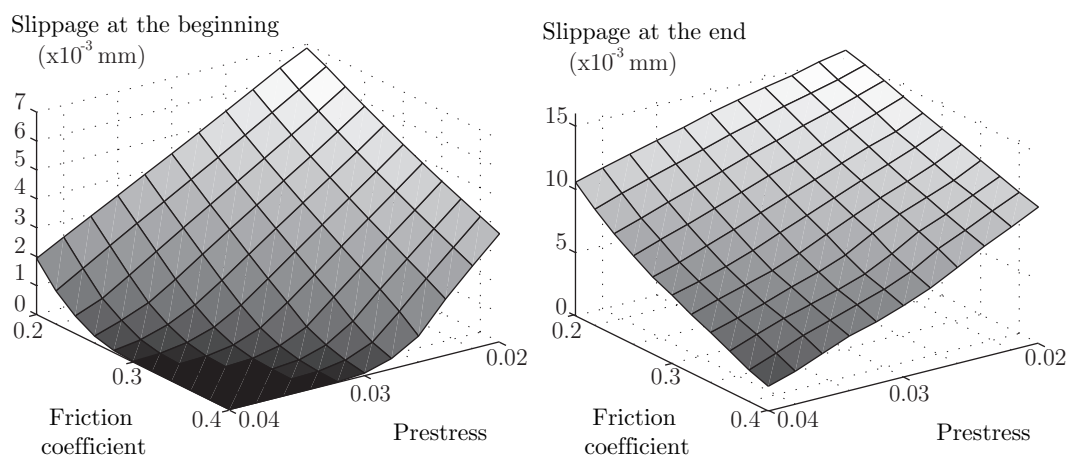 Slippage at the beginning
(x10⁻³ mm)
7
6
5
4
3
2
1
0
0.2
0.3
0.4
0.04
0.03
0.02
Friction
coefficient
Prestress
Slippage at the end
(x10⁻³ mm)
15
10
5
0
0.2
0.3
0.4
0.04
0.03
0.02
Friction
coefficient
Prestress